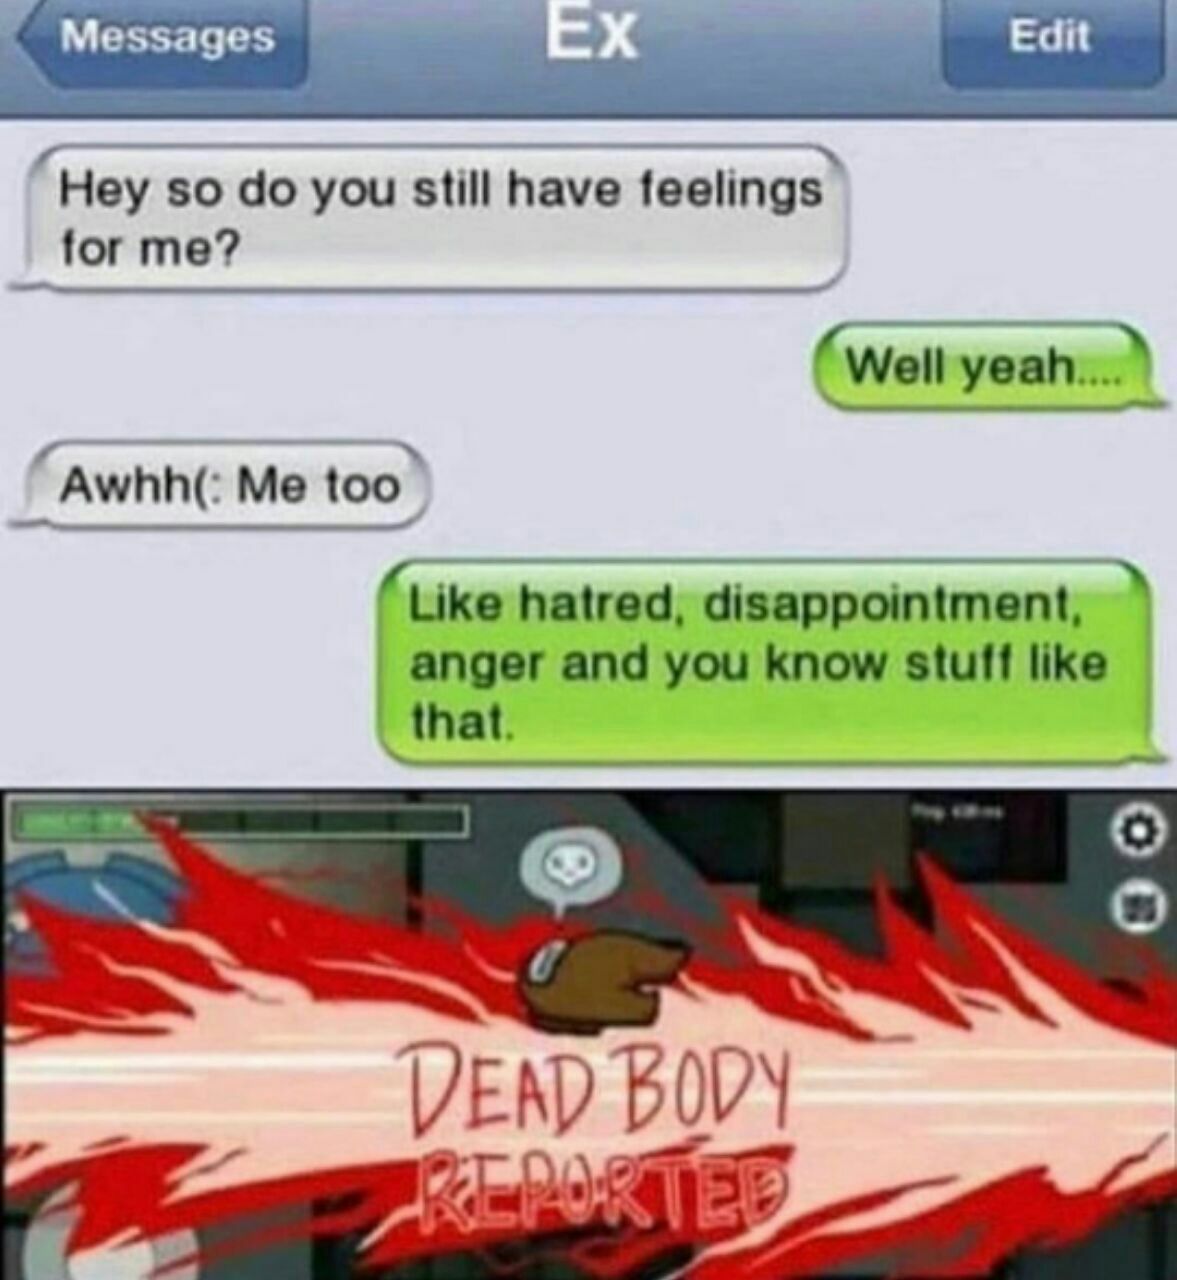 Messages
Ex
Edit
Hey so do you still have feelings
for me?
Well yeah....
Awhh(: Me too
Like hatred, disappointment,
anger and you know stuff like
that.
DEAD BODY
REPORTED